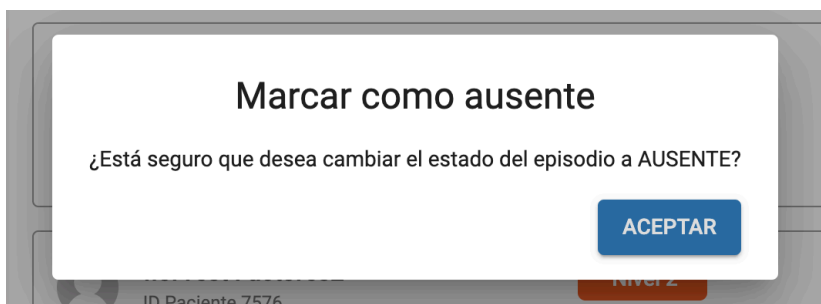 Marcar como ausente
¿Está seguro que desea cambiar el estado del episodio a AUSENTE?
ACEPTAR
Nivel 2
ID Paciente 7576